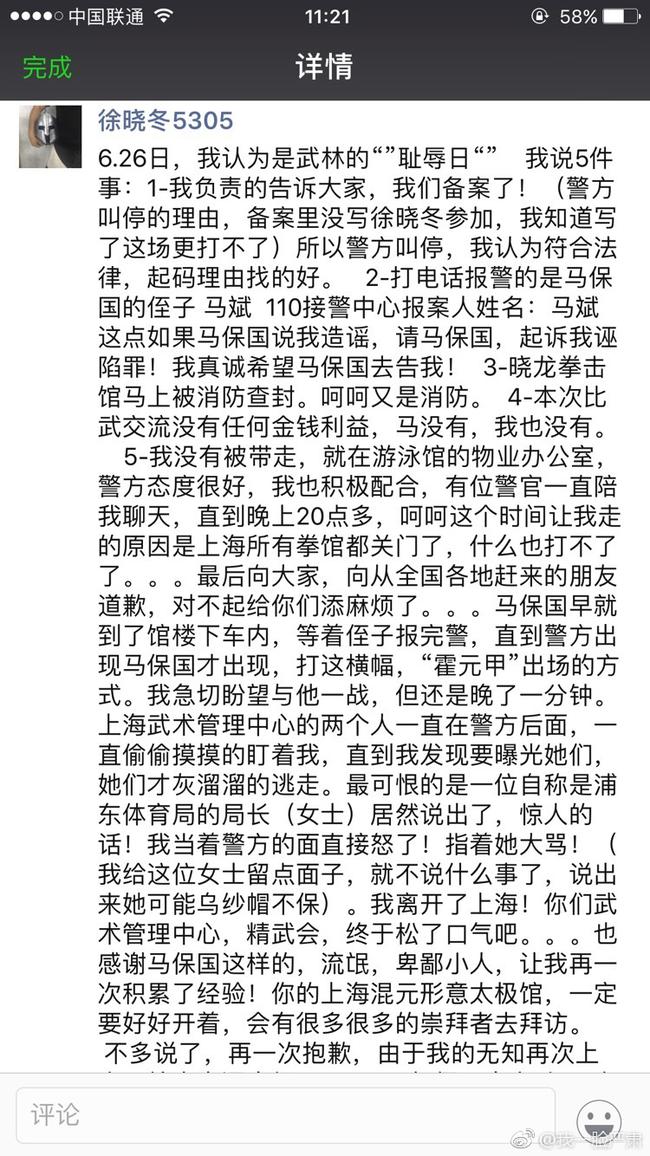 中国联通
11:21
58%
完成
详情
徐晓冬5305
6.26日，我认为是武林的“”耻辱日“” 我说5件
事：1-我负责的告诉大家，我们备案了！（警方
叫停的理由，备案里没写徐晓冬参加，我知道写
了这场更打不了）所以警方叫停，我认为符合法
律，起码理由找的好。 2-打电话报警的是马保
国的侄子 马斌 110接警中心报案人姓名：马斌
这点如果马保国说我造谣，请马保国，起诉我诬
陷罪！我真诚希望马保国去告我！ 3-晓龙拳击
馆马上被消防查封。呵呵又是消防。 4-本次比
武交流没有任何金钱利益，马没有，我也没有。
5-我没有被带走，就在游泳馆的物业办公室，
警方态度很好，我也积极配合，有位警官一直陪
我聊天，直到晚上20点多，呵呵这个时间让我走
的原因是上海所有拳馆都关门了，什么也打不了
了。。。最后向大家，向从全国各地赶来的朋友
道歉，对不起给你们添麻烦了。。。马保国早就
到了馆楼下车内，等着侄子报完警，直到警方出
现马保国才出现，打这横幅，“霍元甲”出场的方
式。我急切盼望与他一战，但还是晚了一分钟。
上海武术管理中心的两个人一直在警方后面，一
直偷偷摸摸的盯着我，直到我发现要曝光她们，
她们才灰溜溜的逃走。最可恨的是一位自称是浦
东体育局的局长（女士）居然说出了，惊人的
话！我当着警方的面直接怒了！指着她大骂！（
我给这位女士留点面子，就不说什么事了，说出
来她可能乌纱帽不保）。我离开了上海！你们武
术管理中心，精武会，终于松了口气吧。。。也
感谢马保国这样的，流氓，卑鄙小人，让我再一
次积累了经验！你的上海混元形意太极馆，一定
要好好开着，会有很多很多的崇拜者去拜访。
不多说了，再一次抱歉，由于我的无知再次上
评论
@我一脸严肃